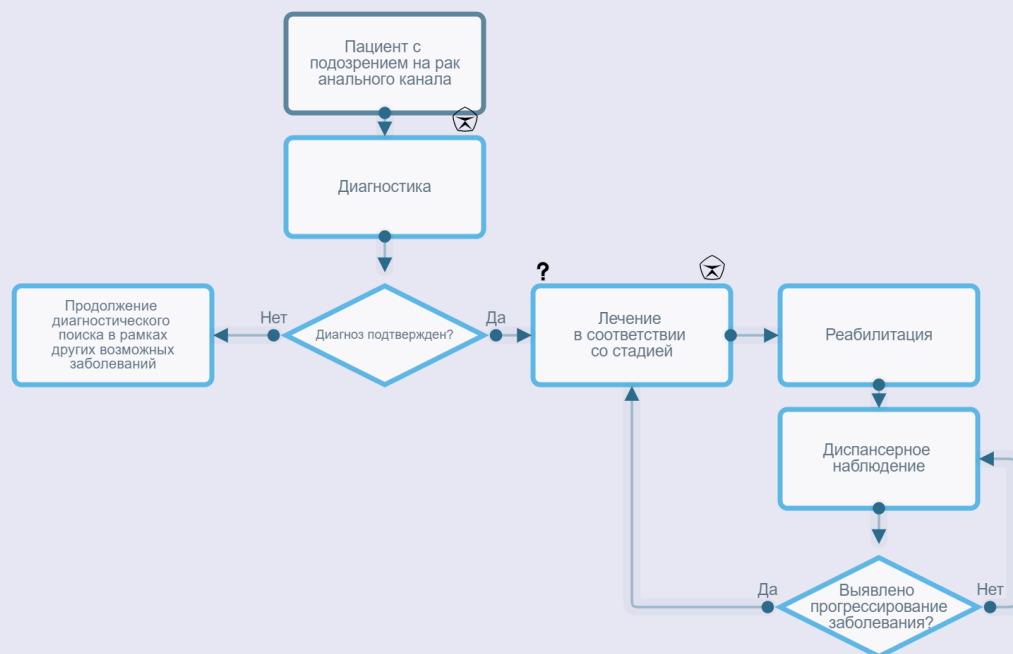 Пациент с
подозрением на рак
анального канала
Диагностика
?
Продолжение
диагностического
поиска в рамках
других возможных
заболеваний
Нет
Диагноз подтвержден?
Да
Лечение
в соответствии
со стадией
Реабилитация
Диспансерное
наблюдение
Да
Выявлено
прогрессирование
заболевания?
Нет